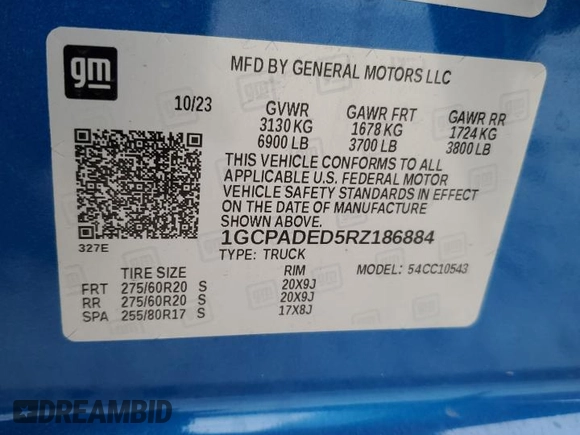 gm
MFD BY GENERAL MOTORS LLC
10/23 GVWR GAWR FRT GAWR RR
3130 KG 1678 KG 1724 KG
6900 LB 3700 LB 3800 LB
THIS VEHICLE CONFORMS TO ALL
APPLICABLE U.S. FEDERAL MOTOR
VEHICLE SAFETY STANDARDS IN EFFECT
ON THE DATE OF MANUFACTURE
SHOWN ABOVE.
327E 1GCPADED5RZ186884
TYPE: TRUCK MODEL: 54CC10543
TIRE SIZE RIM
FRT 275/60R20 S 20X9J
RR 275/60R20 S 20X9J
SPA 255/80R17 S 17X8J
DREAMBID